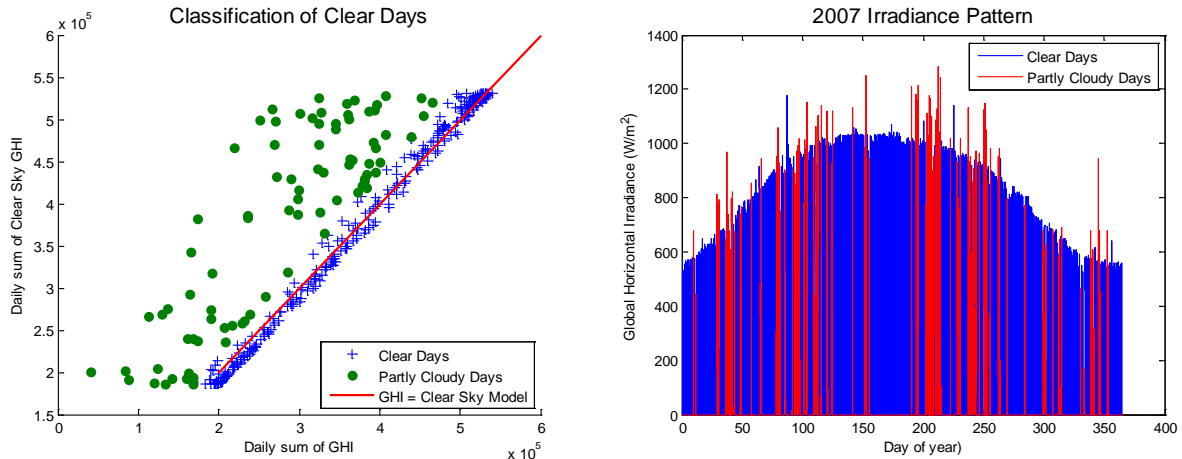 Classification of Clear Days
x 10^5
6
5.5
5
4.5
4
3.5
3
2.5
2
1.5
Daily sum of Clear Sky GHI
Clear Days
Partly Cloudy Days
GHI = Clear Sky Model
0 1 2 3 4 5 6
Daily sum of GHI
x 10^5
2007 Irradiance Pattern
1400
1200
1000
800
600
400
200
0
Global Horizontal Irradiance (W/m²)
Clear Days
Partly Cloudy Days
0 50 100 150 200 250 300 350 400
Day of year)